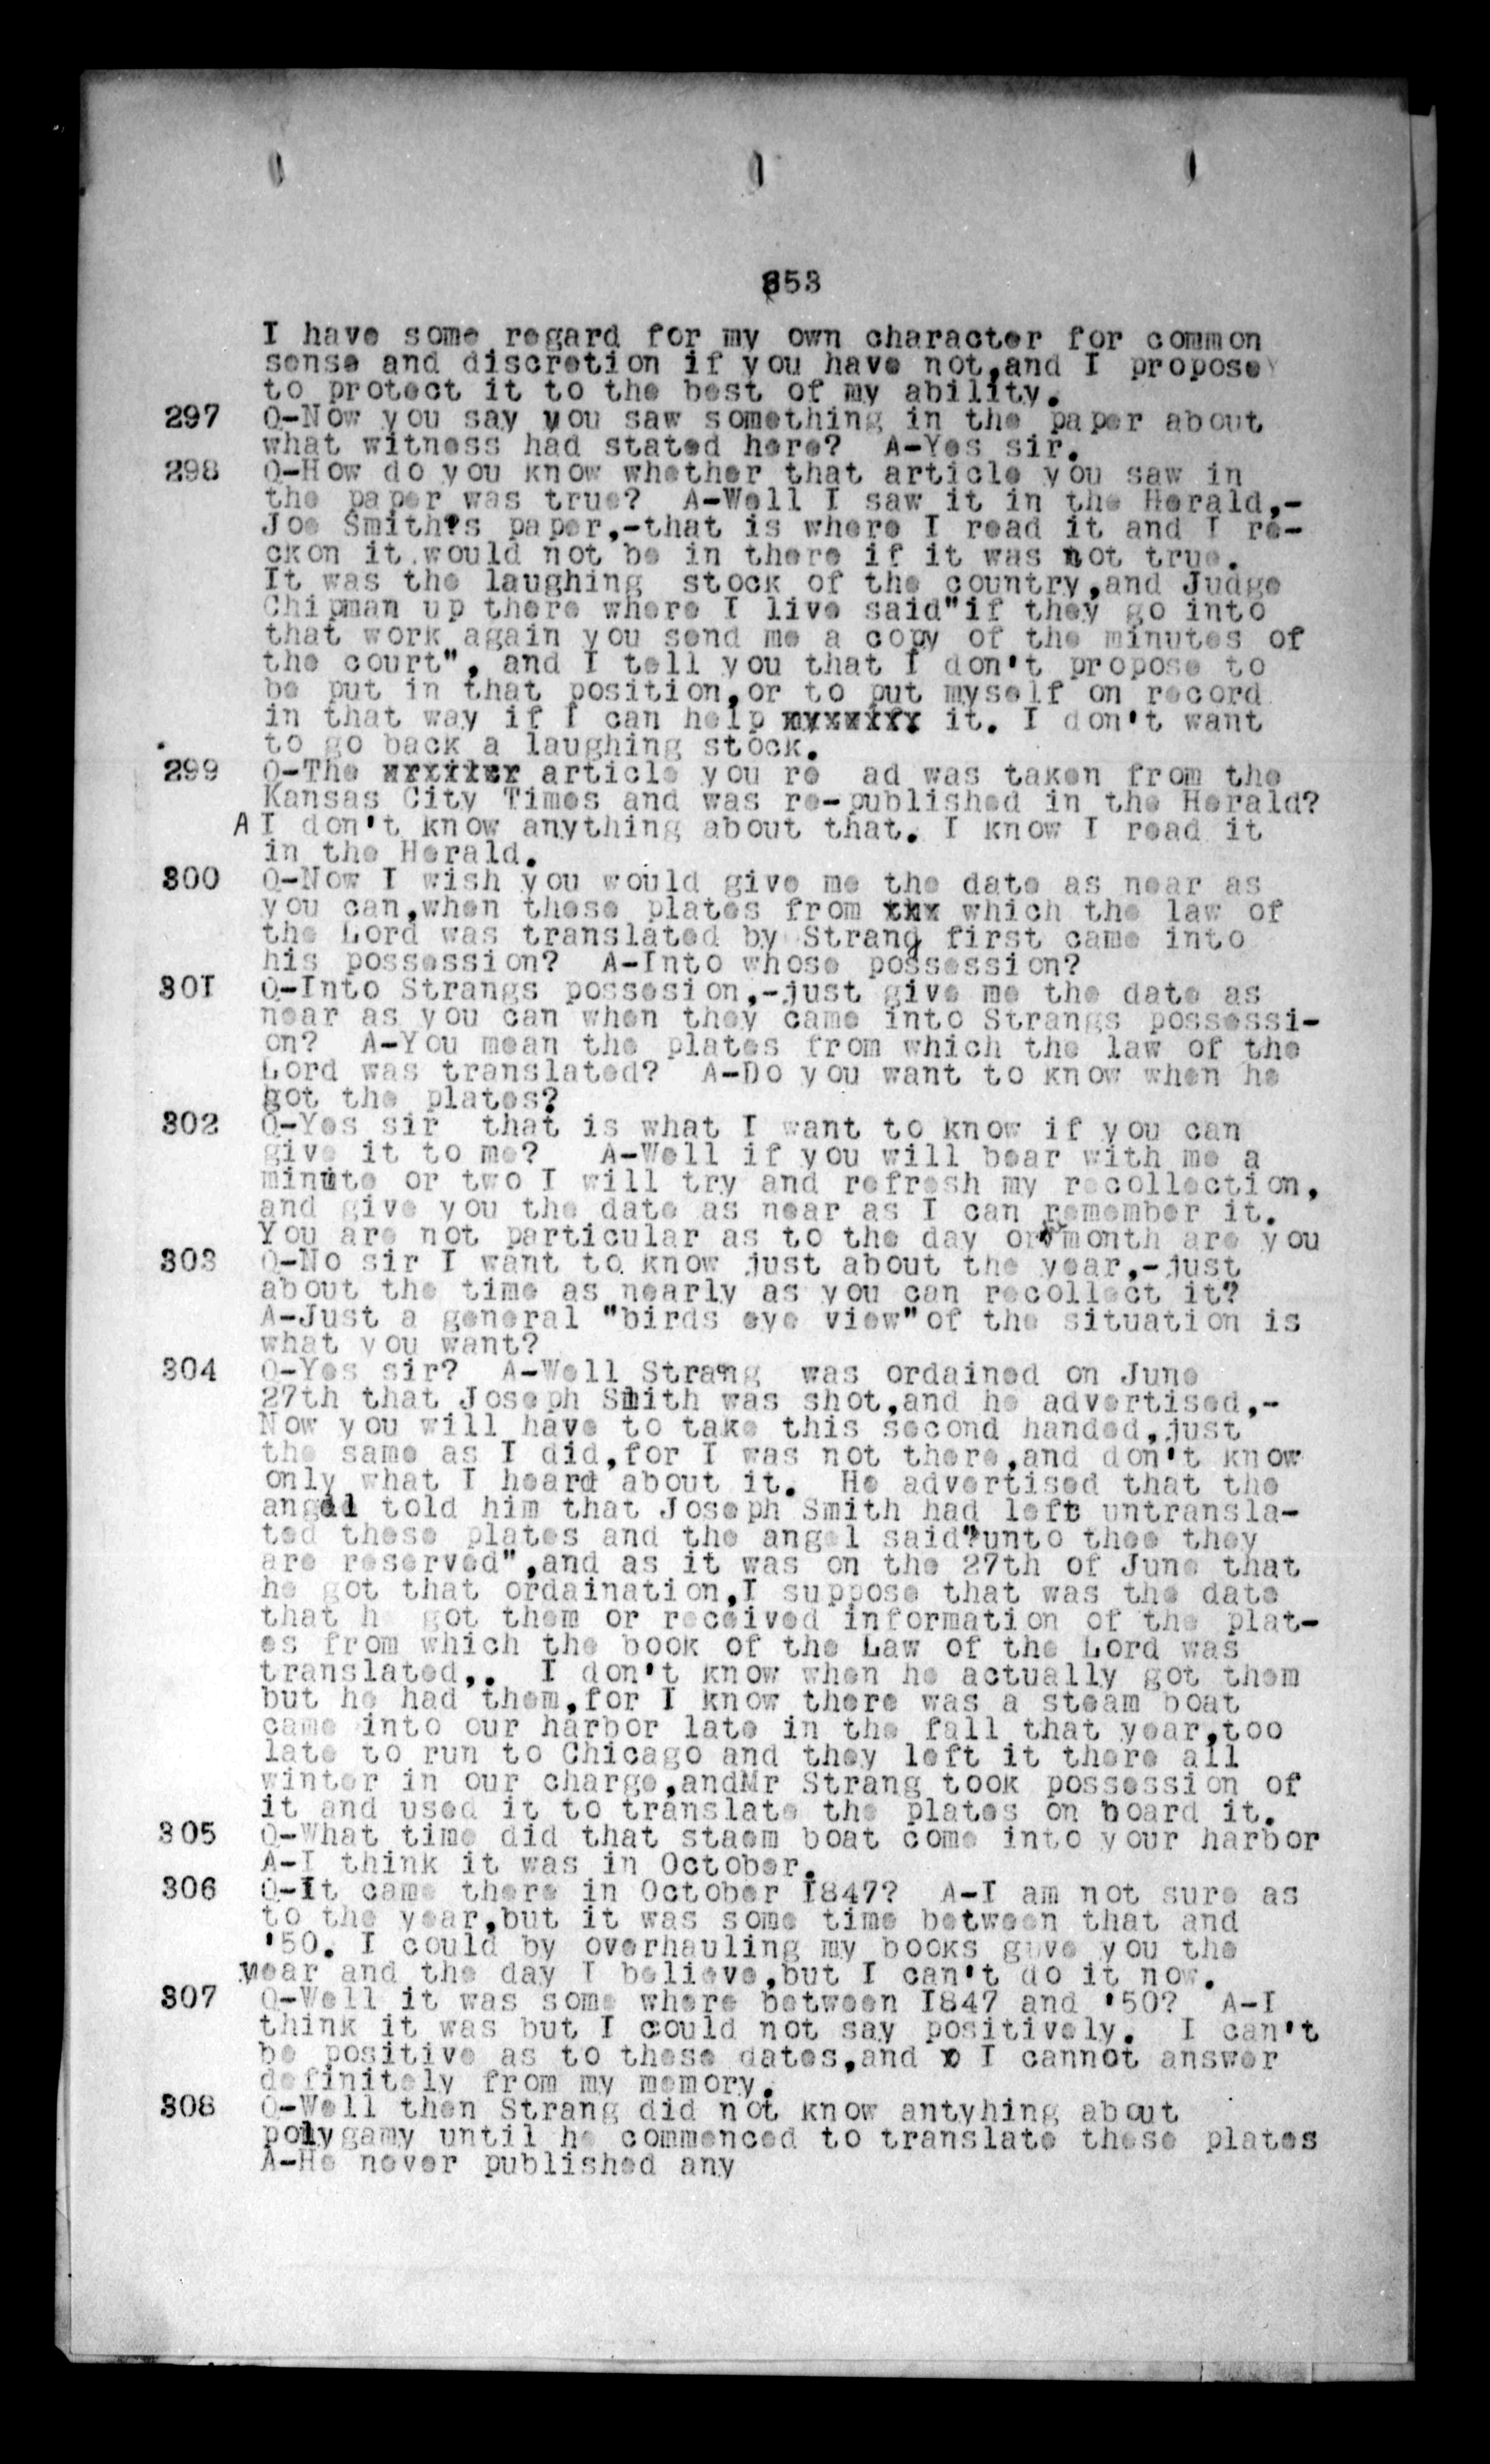 353
I have some regard for my own character for common
sense and discretion if you have not,and I propose
to protect it to the best of my ability.
297 Q-Now you say you saw something in the paper about
what witness had stated here?  A-Yes sir.
298 Q-How do you know whether that article you saw in
the paper was true?  A-Well I saw it in the Herald,-
Joe Smith's paper,-that is where I read it and I re-
ckon it would not be in there if it was not true.
It was the laughing  stock of the country,and Judge
Chipman up there where I live said"if they go into
that work again you send me a copy of the minutes of
the court", and I tell you that I don't propose to
be put in that position,or to put myself on record
in that way if I can help it. I don't want
to go back a laughing stock.
299 Q-The article you re  ad was taken from the
Kansas City Times and was re-published in the Herald?
A I don't know anything about that. I know I read it
in the Herald.
300 Q-Now I wish you would give me the date as near as
you can,when these plates from which the law of
the Lord was translated by Strang first came into
his possession?  A-Into whose possession?
301 Q-Into Strangs possesion,-just give me the date as
near as you can when they came into Strangs possessi-
on?  A-You mean the plates from which the law of the
Lord was translated?  A-Do you want to know when he
got the plates?
302 Q-Yes sir  that is what I want to know if you can
give it to me?   A-Well if you will bear with me a
minute or two I will try and refresh my recollection,
and give you the date as near as I can remember it.
You are not particular as to the day or month are you
303 Q-No sir I want to know just about the year,-just
about the time as nearly as you can recollect it?
A-Just a general "birds eye view"of the situation is
what you want?
304 Q-Yes sir?  A-Well Strang  was ordained on June
27th that Joseph Smith was shot,and he advertised,-
Now you will have to take this second handed,just
the same as I did,for I was not there,and don't know
only what I heard about it.  He advertised that the
angel told him that Joseph Smith had left untransla-
ted these plates and the angel said"unto thee they
are reserved",and as it was on the 27th of June that
he got that ordaination,I suppose that was the date
that he got them or received information of the plat-
es from which the book of the Law of the Lord was
translated,.  I don't know when he actually got them
but he had them,for I know there was a steam boat
came into our harbor late in the fall that year,too
late to run to Chicago and they left it there all
winter in our charge,andMr Strang took possession of
it and used it to translate the plates on board it.
305 Q-What time did that staem boat come into your harbor
A-I think it was in October.
306 Q-It came there in October 1847?  A-I am not sure as
to the year,but it was some time between that and
'50. I could by overhauling my books gave you the
year and the day I believe,but I can't do it now.
307 Q-Well it was some where between 1847 and '50?  A-I
think it was but I could not say positively.  I can't
be positive as to these dates,and I cannot answer
definitely from my memory.
308 Q-Well then Strang did not know antyhing about
polygamy until he commenced to translate these plates
A-He never published any